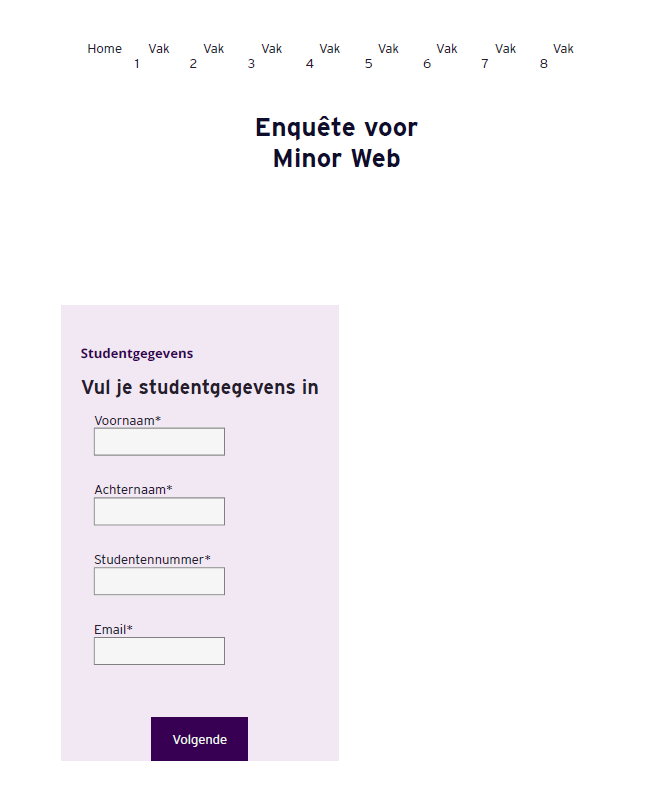 Home Vak Vak Vak Vak Vak Vak Vak Vak
1 2 3 4 5 6 7 8
Enquête voor
Minor Web
Studentgegevens
Vul je studentgegevens in
Voornaam*
Achternaam*
Studentennummer*
Email*
Volgende